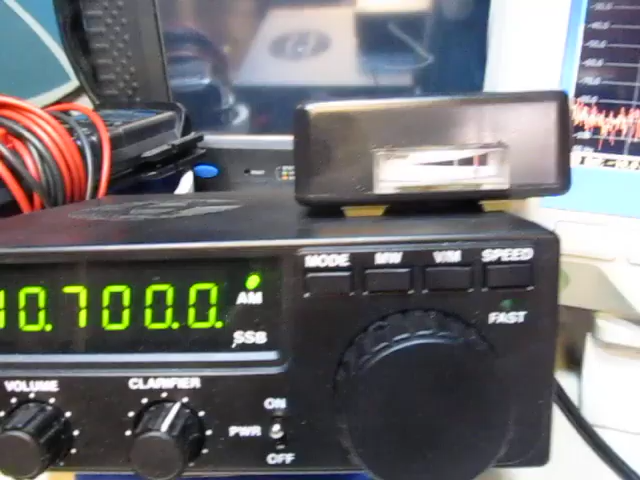 MODE MW V/M SPEED
10.700.0.
AM
FAST
SSB
VOLUME CLARIFIER
ON
PWR
OFF